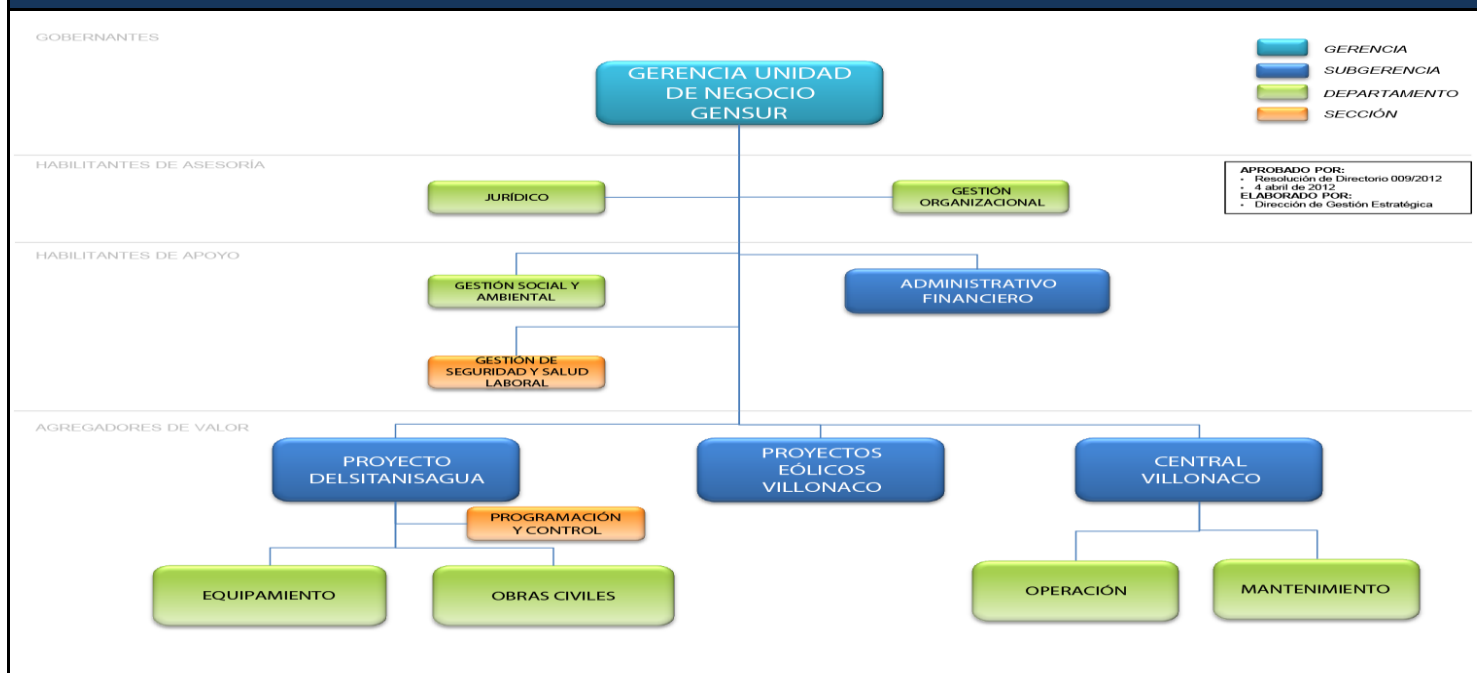 GOBERNANTES
GERENCIA UNIDAD
DE NEGOCIO
GENSUR
GERENCIA
SUBGERENCIA
DEPARTAMENTO
SECCIÓN
HABILITANTES DE ASESORÍA
JURÍDICO
GESTIÓN
ORGANIZACIONAL
APROBADO POR:
- Resolución de Directorio 009/2012
- 4 abril de 2012
ELABORADO POR:
- Dirección de Gestión Estratégica
HABILITANTES DE APOYO
GESTIÓN SOCIAL Y
AMBIENTAL
ADMINISTRATIVO
FINANCIERO
GESTIÓN DE
SEGURIDAD Y SALUD
LABORAL
AGREGADORES DE VALOR
PROYECTO
DELSITANISAGUA
PROYECTOS
EÓLICOS
VILLONACO
CENTRAL
VILLONACO
PROGRAMACIÓN
Y CONTROL
EQUIPAMIENTO
OBRAS CIVILES
OPERACIÓN
MANTENIMIENTO